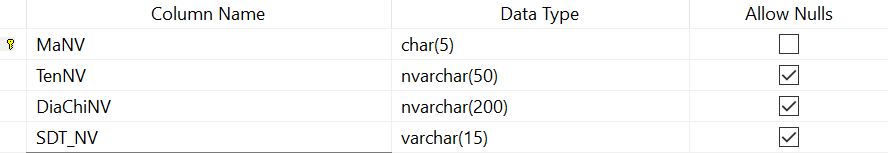 Column Name Data Type Allow Nulls
MaNV char(5)
TenNV nvarchar(50)
DiaChiNV nvarchar(200)
SDT_NV varchar(15)